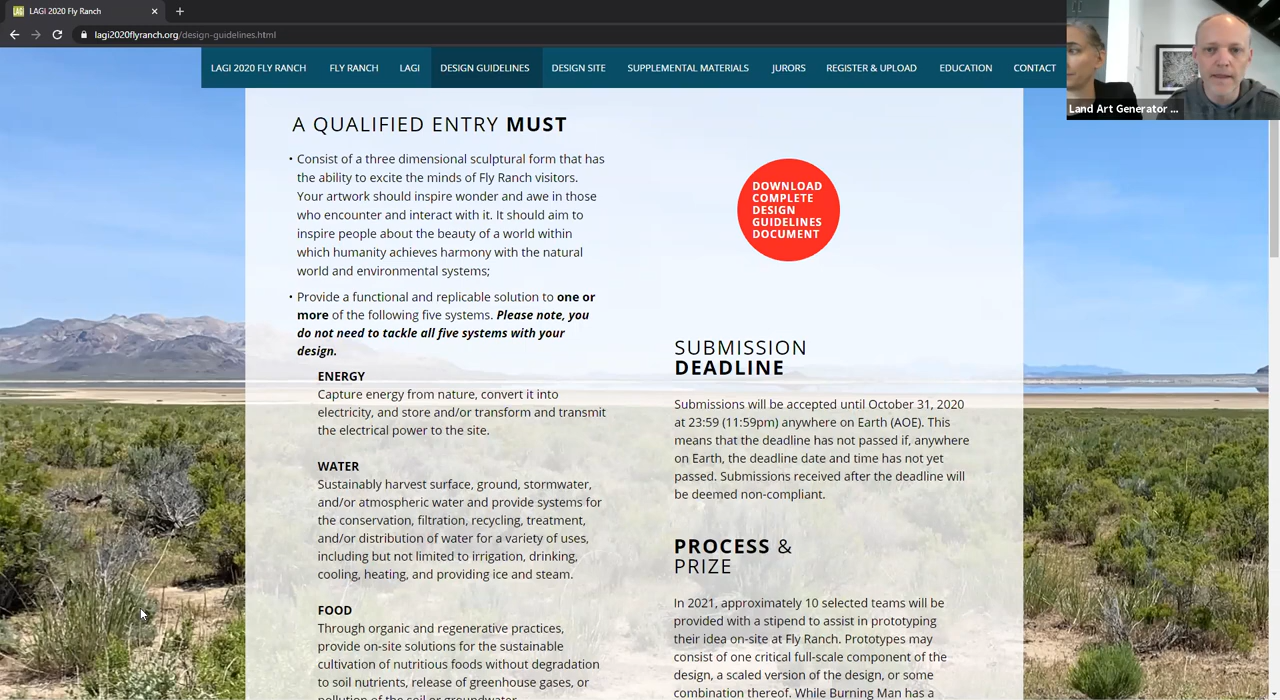 LAGI 2020 Fly Ranch
lagi2020flyranch.org/design-guidelines.html
LAGI 2020 FLY RANCH FLY RANCH LAGI DESIGN GUIDELINES DESIGN SITE SUPPLEMENTAL MATERIALS JURORS REGISTER & UPLOAD EDUCATION CONTACT
Land Art Generator ...
A QUALIFIED ENTRY MUST
• Consist of a three dimensional sculptural form that has
the ability to excite the minds of Fly Ranch visitors.
Your artwork should inspire wonder and awe in those
who encounter and interact with it. It should aim to
inspire people about the beauty of a world within
which humanity achieves harmony with the natural
world and environmental systems;
• Provide a functional and replicable solution to one or
more of the following five systems. Please note, you
do not need to tackle all five systems with your
design.
ENERGY
Capture energy from nature, convert it into
electricity, and store and/or transform and transmit
the electrical power to the site.
WATER
Sustainably harvest surface, ground, stormwater,
and/or atmospheric water and provide systems for
the conservation, filtration, recycling, treatment,
and/or distribution of water for a variety of uses,
including but not limited to irrigation, drinking,
cooling, heating, and providing ice and steam.
FOOD
Through organic and regenerative practices,
provide on-site solutions for the sustainable
cultivation of nutritious foods without degradation
to soil nutrients, release of greenhouse gases, or
pollution of the soil or groundwater.
DOWNLOAD
COMPLETE
DESIGN
GUIDELINES
DOCUMENT
SUBMISSION
DEADLINE
Submissions will be accepted until October 31, 2020
at 23:59 (11:59pm) anywhere on Earth (AOE). This
means that the deadline has not passed if, anywhere
on Earth, the deadline date and time has not yet
passed. Submissions received after the deadline will
be deemed non-compliant.
PROCESS &
PRIZE
In 2021, approximately 10 selected teams will be
provided with a stipend to assist in prototyping
their idea on-site at Fly Ranch. Prototypes may
consist of one critical full-scale component of the
design, a scaled version of the design, or some
combination thereof. While Burning Man has a